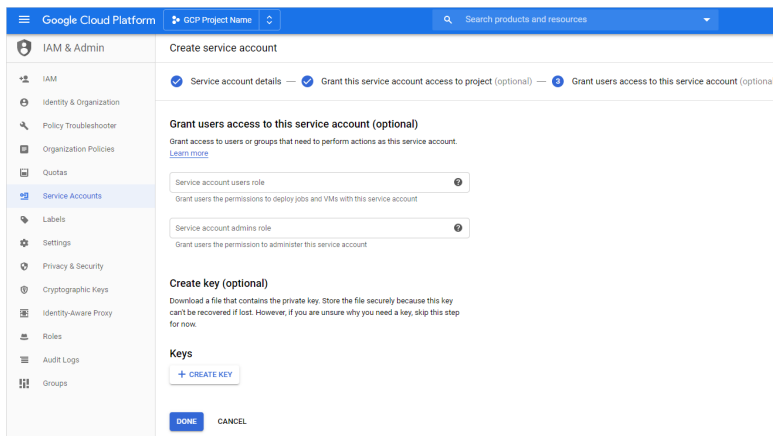 Google Cloud Platform
GCP Project Name
Search products and resources
IAM & Admin
Create service account
IAM
Identity & Organization
Policy Troubleshooter
Organization Policies
Quotas
Service Accounts
Labels
Settings
Privacy & Security
Cryptographic Keys
Identity-Aware Proxy
Roles
Audit Logs
Groups
Service account details — Grant this service account access to project (optional) — 3 Grant users access to this service account (optiona
Grant users access to this service account (optional)
Grant access to users or groups that need to perform actions as this service account.
Learn more
Service account users role
Grant users the permissions to deploy jobs and VMs with this service account
Service account admins role
Grant users the permission to administer this service account
Create key (optional)
Download a file that contains the private key. Store the file securely because this key
can't be recovered if lost. However, if you are unsure why you need a key, skip this step
for now.
Keys
+ CREATE KEY
DONE
CANCEL